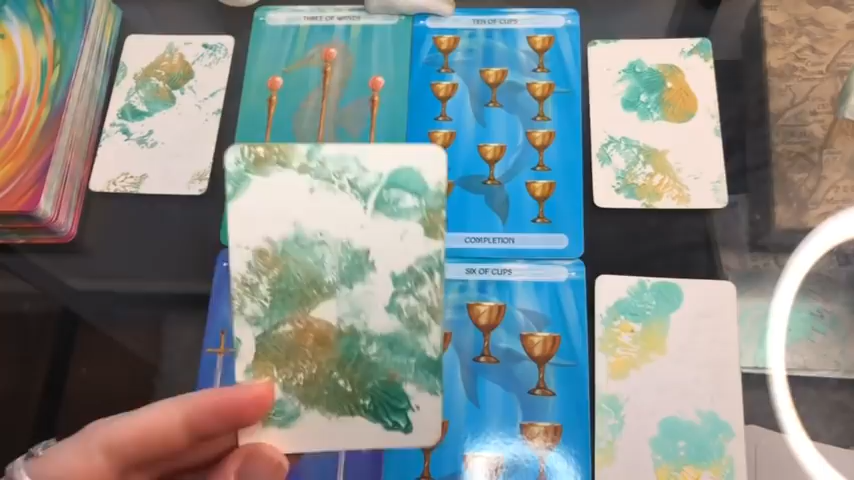 THREE OF WANDS
TEN OF CUPS
COMPLETION
SIX OF CUPS